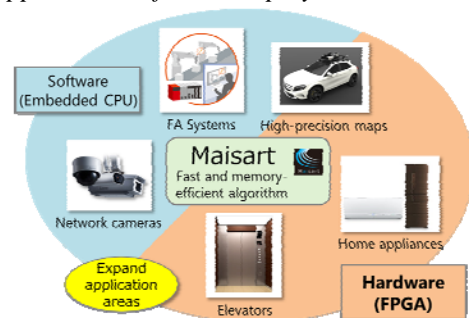 Software
(Embedded CPU)
FA Systems
High-precision maps
Maisart
Maisart
Fast and memory-
efficient algorithm
Network cameras
Home appliances
Expand
application
areas
Elevators
Hardware
(FPGA)